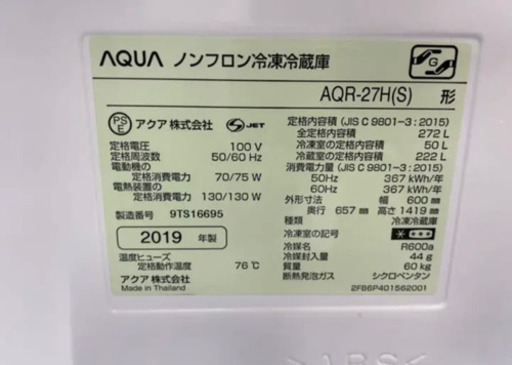 AQUA ノンフロン冷凍冷蔵庫
G
AQR-27H(S) 形
PS E アクア株式会社 S JET
定格電圧 100 V
定格周波数 50/60 Hz
電動機の
定格消費電力 70/75 W
電熱装置の
定格消費電力 130/130 W
製造番号 9TS16695
2019 年製
温度ヒューズ
定格動作温度 76℃
アクア株式会社
Made in Thailand
定格内容積 (JIS C 9801-3:2015)
全定格内容積 272 L
冷凍室の定格内容積 50 L
冷蔵室の定格内容積 222 L
消費電力量 (JIS C 9801-3:2015)
50Hz 367 kWh/年
60Hz 367 kWh/年
外形寸法 幅 600 mm
奥行 657 mm 高さ 1419 mm
種類 冷凍冷蔵庫
冷凍室の記号
冷媒名 R600a
冷媒封入量 44 g
質量 60 kg
断熱発泡ガス シクロペンタン
2FB6P401562001
>ABS<